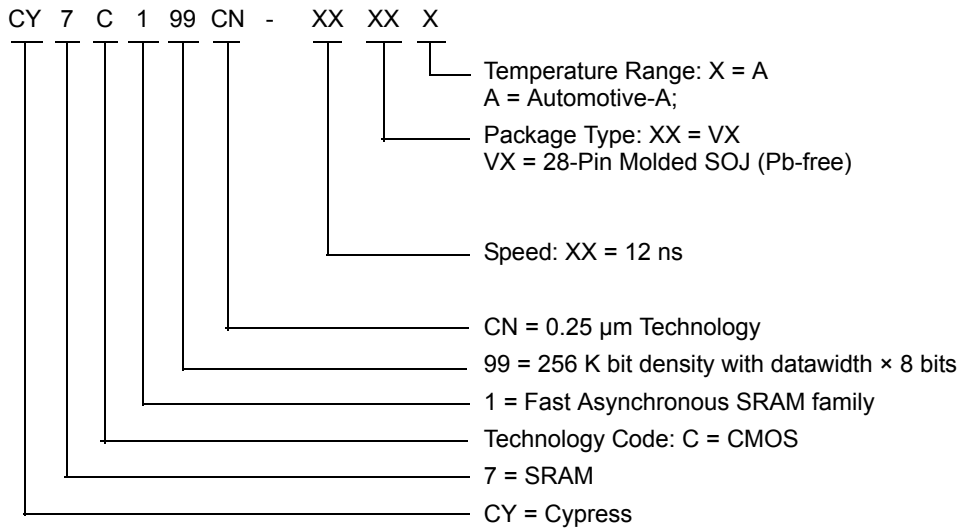 CY 7 C 1 99 CN - XX XX X
Temperature Range: X = A
A = Automotive-A;
Package Type: XX = VX
VX = 28-Pin Molded SOJ (Pb-free)
Speed: XX = 12 ns
CN = 0.25 µm Technology
99 = 256 K bit density with datawidth × 8 bits
1 = Fast Asynchronous SRAM family
Technology Code: C = CMOS
7 = SRAM
CY = Cypress